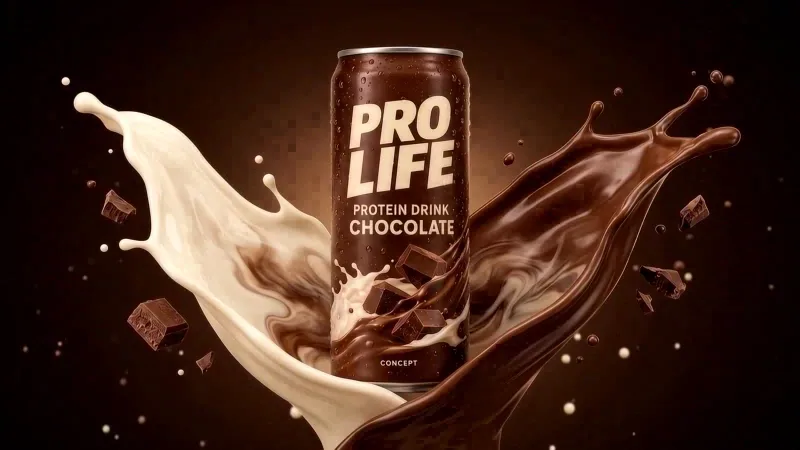 PRO
LIFE
PROTEIN DRINK
CHOCOLATE
CONCEPT